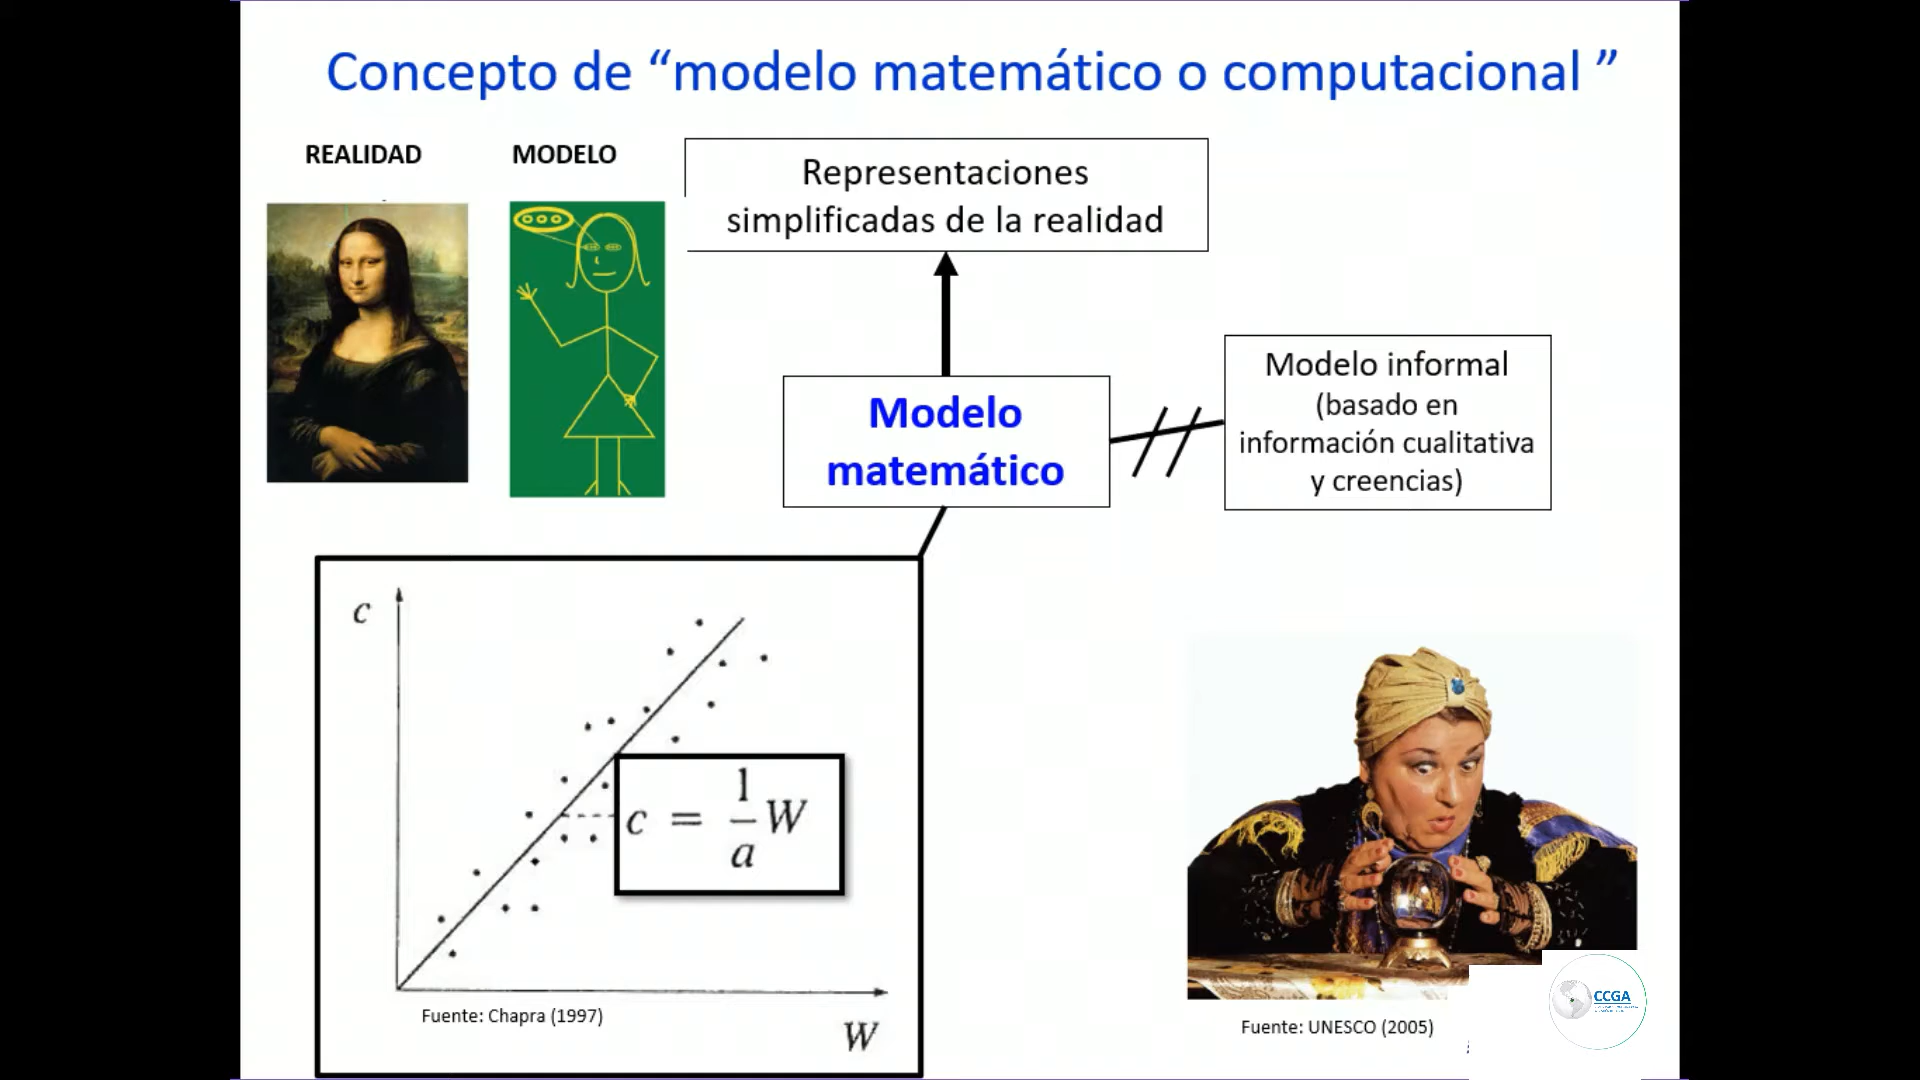 Concepto de “modelo matemático o computacional ”
REALIDAD
MODELO
Representaciones
simplificadas de la realidad
Modelo
matemático
Modelo informal
(basado en
información cualitativa
y creencias)
c
c = 1/a W
Fuente: Chapra (1997)
W
Fuente: UNESCO (2005)
CCGA